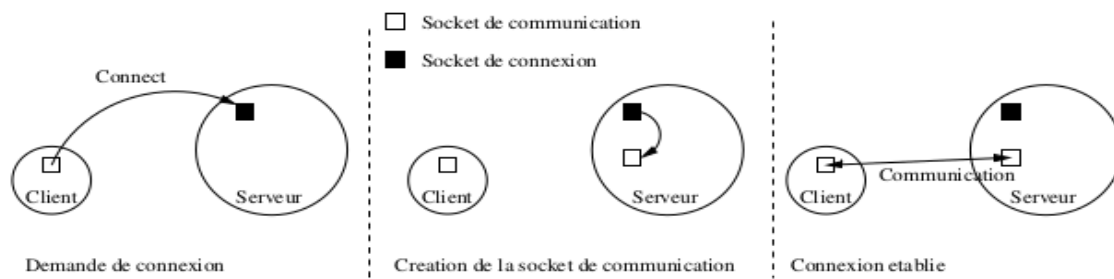 Socket de communication
Socket de connexion
Connect
Client
Serveur
Demande de connexion
Client
Serveur
Creation de la socket de communication
Communication
Client
Serveur
Connexion etablie